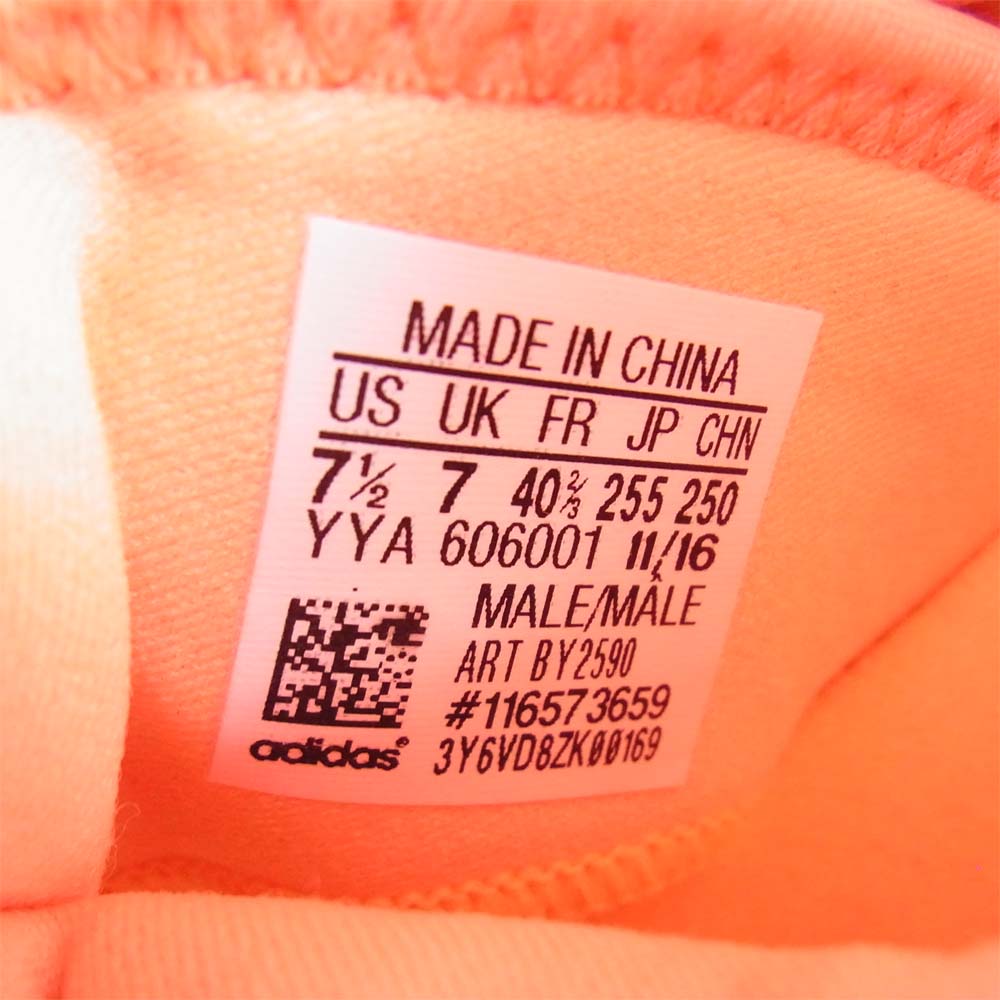 MADE IN CHINA
US UK FR JP CHN
7½ 7 40⅔ 255 250
YYA 606001 11/16
MALE/MÂLE
ART BY2590
#116573659
adidas® 3Y6VD8ZK00169